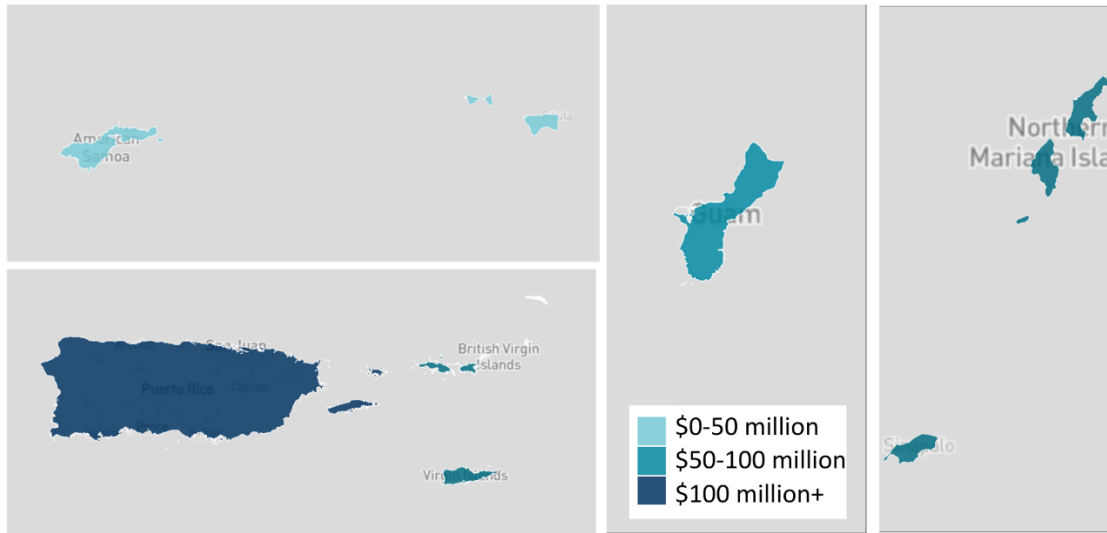 American
Samoa
San Juan
Puerto Rico
British Virgin
Islands
Virgin Islands
Guam
$0-50 million
$50-100 million
$100 million+
Northern
Mariana Isla